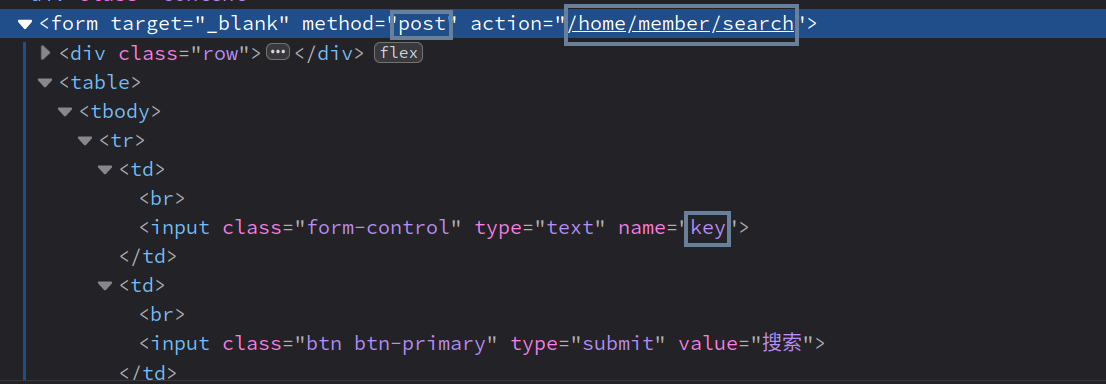 <form target="_blank" method="post" action="/home/member/search">
<div class="row">…</div> flex
<table>
<tbody>
<tr>
<td>
<br>
<input class="form-control" type="text" name="key">
</td>
<td>
<br>
<input class="btn btn-primary" type="submit" value="搜索">
</td>